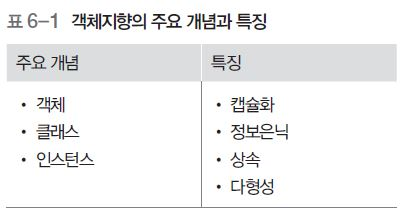 표 6-1 객체지향의 주요 개념과 특징
주요 개념 특징
• 객체 • 캡슐화
• 클래스 • 정보은닉
• 인스턴스 • 상속
• 다형성